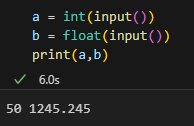 a = int(input())
b = float(input())
print(a,b)
6.0s
50 1245.245